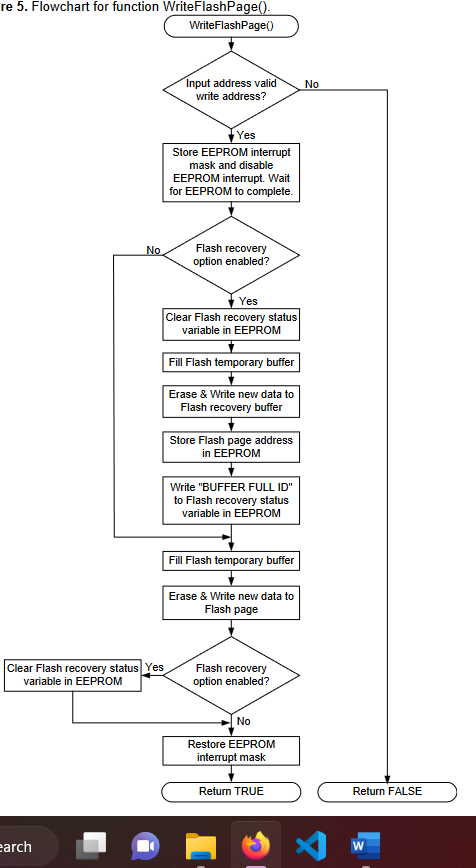 re 5. Flowchart for function WriteFlashPage().
WriteFlashPage()
Input address valid
write address?
No
Yes
Store EEPROM interrupt
mask and disable
EEPROM interrupt. Wait
for EEPROM to complete.
Flash recovery
option enabled?
No
Yes
Clear Flash recovery status
variable in EEPROM
Fill Flash temporary buffer
Erase & Write new data to
Flash recovery buffer
Store Flash page address
in EEPROM
Write "BUFFER FULL ID"
to Flash recovery status
variable in EEPROM
Fill Flash temporary buffer
Erase & Write new data to
Flash page
Flash recovery
option enabled?
Yes
Clear Flash recovery status
variable in EEPROM
No
Restore EEPROM
interrupt mask
Return TRUE
Return FALSE
earch
W